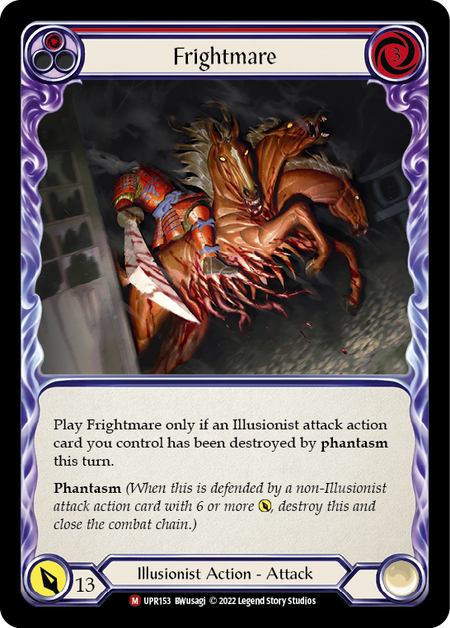 3
Frightmare
Play Frightmare only if an Illusionist attack action
card you control has been destroyed by phantasm
this turn.
Phantasm (When this is defended by a non-Illusionist
attack action card with 6 or more , destroy this and
close the combat chain.)
13
Illusionist Action - Attack
M UPR153 BWusagi © 2022 Legend Story Studios